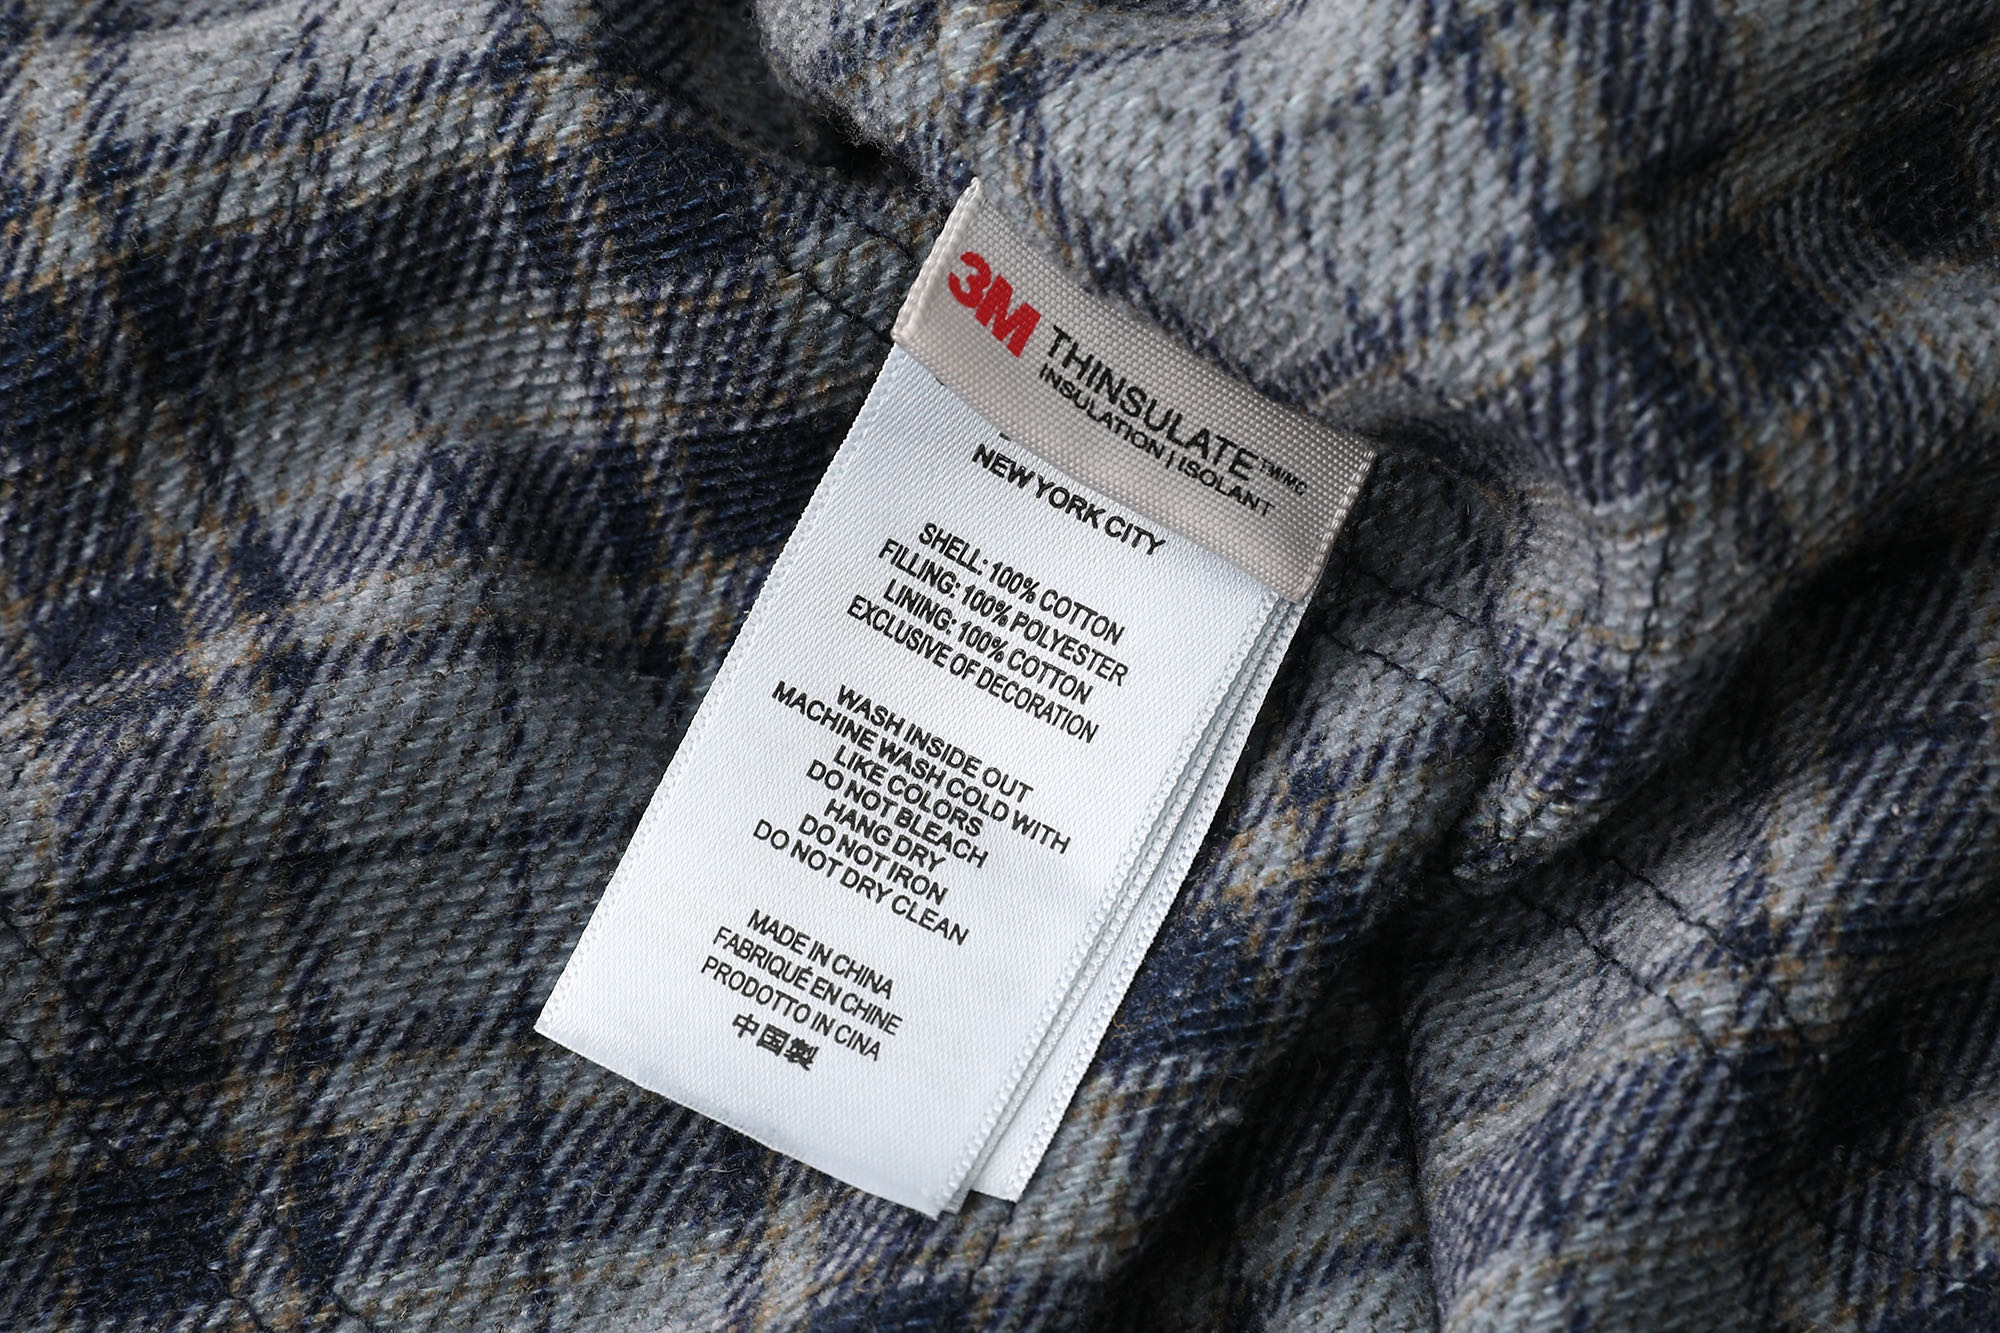 3M THINSULATE™/MC
INSULATION | ISOLANT
NEW YORK CITY
SHELL: 100% COTTON
FILLING: 100% POLYESTER
LINING: 100% COTTON
EXCLUSIVE OF DECORATION
WASH INSIDE OUT
MACHINE WASH COLD WITH
LIKE COLORS
DO NOT BLEACH
HANG DRY
DO NOT IRON
DO NOT DRY CLEAN
MADE IN CHINA
FABRIQUÉ EN CHINE
PRODOTTO IN CINA
中国製